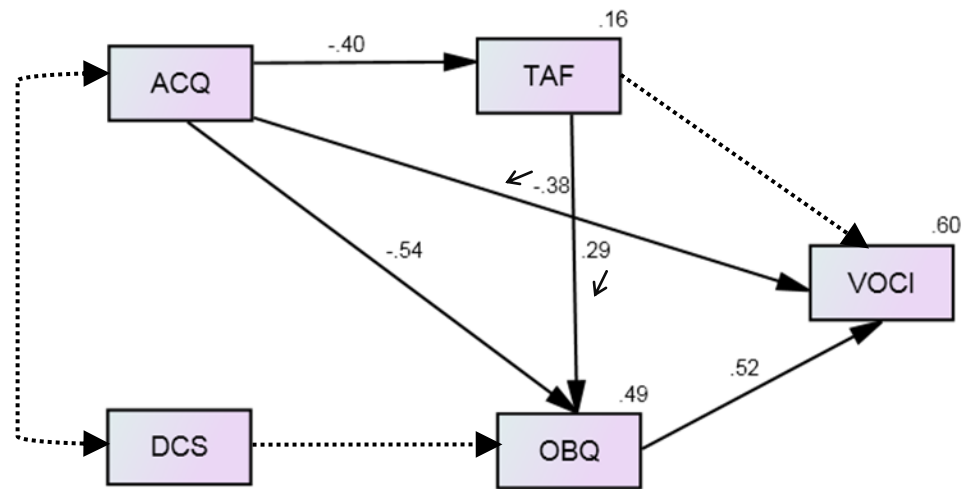 .16
-.40
ACQ
TAF
-.38
.60
-.54
.29
VOCI
.52
.49
DCS
OBQ